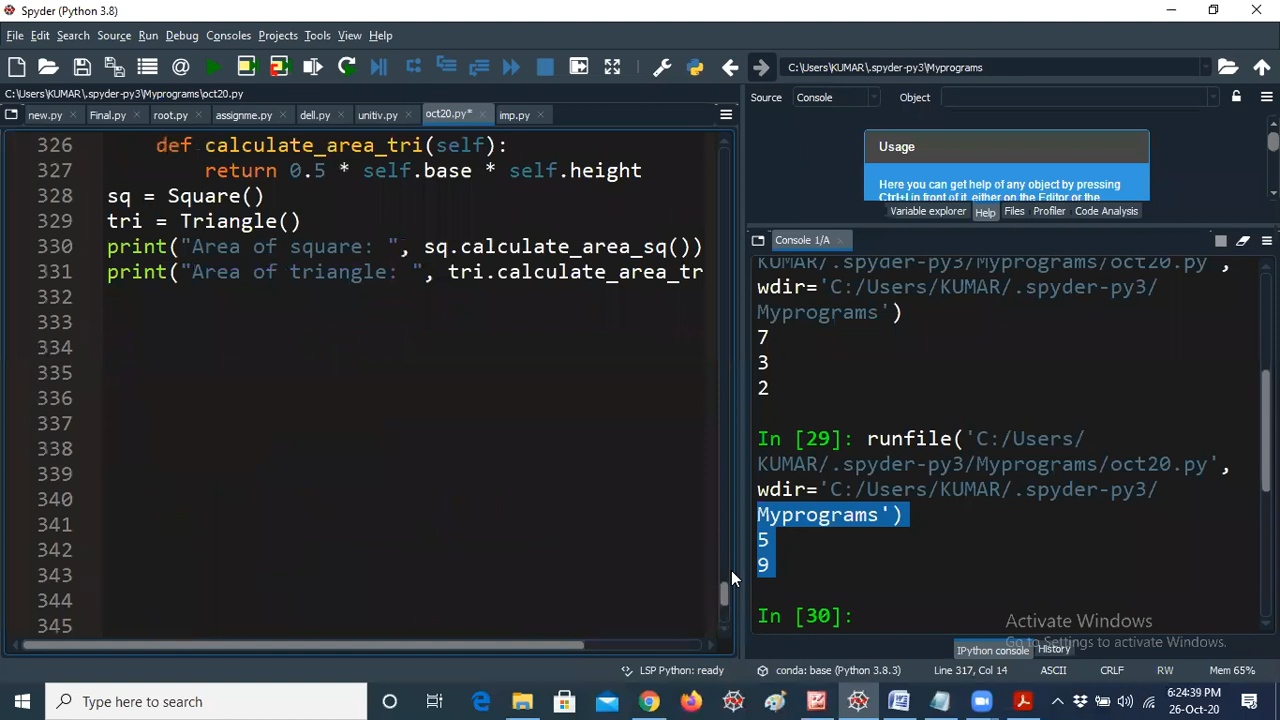 Spyder (Python 3.8)
File Edit Search Source Run Debug Consoles Projects Tools View Help
C:\Users\KUMAR\.spyder-py3\Myprograms
C:\Users\KUMAR\.spyder-py3\Myprograms\oct20.py
Source Console Object
new.py Final.py root.py assignme.py dell.py unitiv.py oct20.py* imp.py
Usage
Here you can get help of any object by pressing
Ctrl+I in front of it, either on the Editor or the
Variable explorer Help Files Profiler Code Analysis
326 def calculate_area_tri(self):
327 return 0.5 * self.base * self.height
328 sq = Square()
329 tri = Triangle()
330 print("Area of square: ", sq.calculate_area_sq())
331 print("Area of triangle: ", tri.calculate_area_tr
332
333
334
335
336
337
338
339
340
341
342
343
344
345
Console 1/A
KUMAR/.spyder-py3/Myprograms/oct20.py',
wdir='C:/Users/KUMAR/.spyder-py3/
Myprograms')
7
3
2
In [29]: runfile('C:/Users/
KUMAR/.spyder-py3/Myprograms/oct20.py',
wdir='C:/Users/KUMAR/.spyder-py3/
Myprograms')
5
9
In [30]:
Activate Windows
Go to Settings to activate Windows.
IPython console History
LSP Python: ready conda: base (Python 3.8.3) Line 317, Col 14 ASCII CRLF RW Mem 65%
Type here to search
6:24:39 PM
26-Oct-20